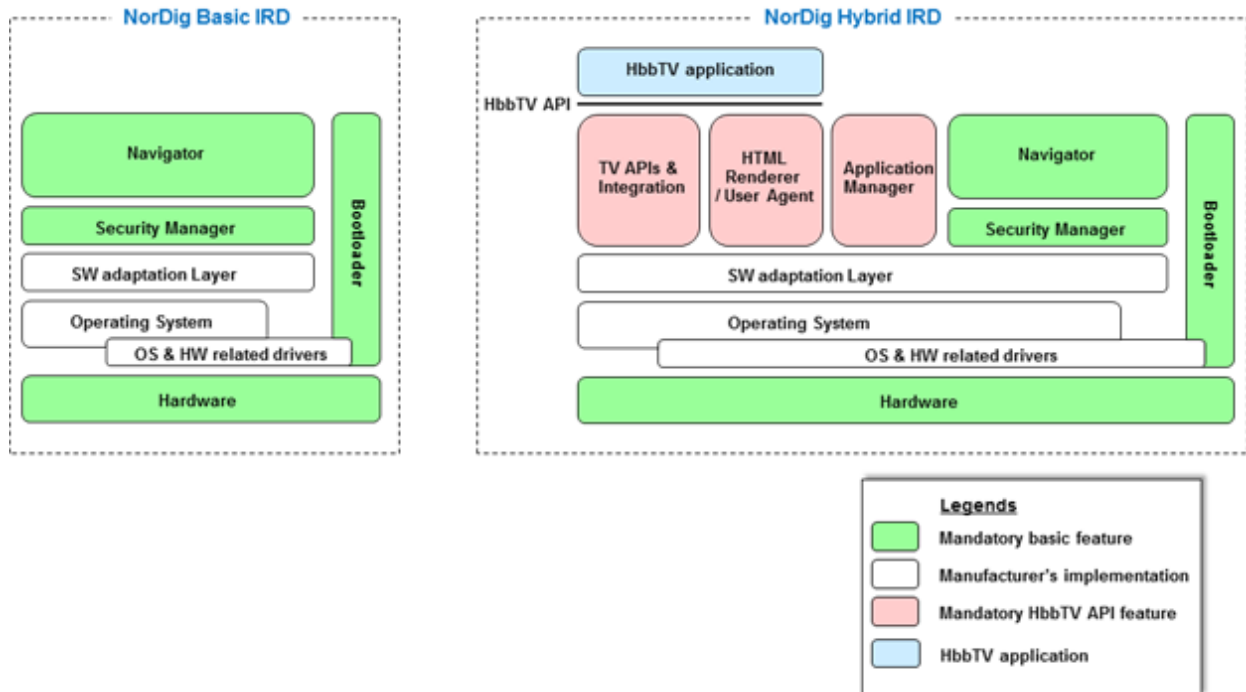 NorDig Basic IRD
Navigator
Security Manager
SW adaptation Layer
Operating System
OS & HW related drivers
Hardware
Bootloader
NorDig Hybrid IRD
HbbTV application
HbbTV API
TV APIs &
Integration
HTML
Renderer
/ User Agent
Application
Manager
Navigator
Security Manager
SW adaptation Layer
Operating System
OS & HW related drivers
Hardware
Bootloader
Legends
Mandatory basic feature
Manufacturer's implementation
Mandatory HbbTV API feature
HbbTV application